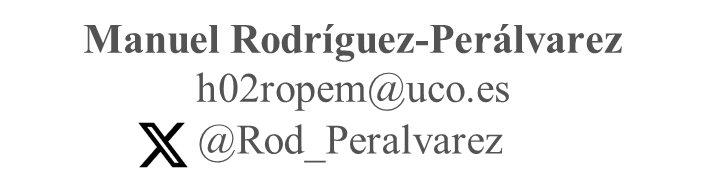 Manuel Rodríguez-Perálvarez
h02ropem@uco.es
@Rod_Peralvarez